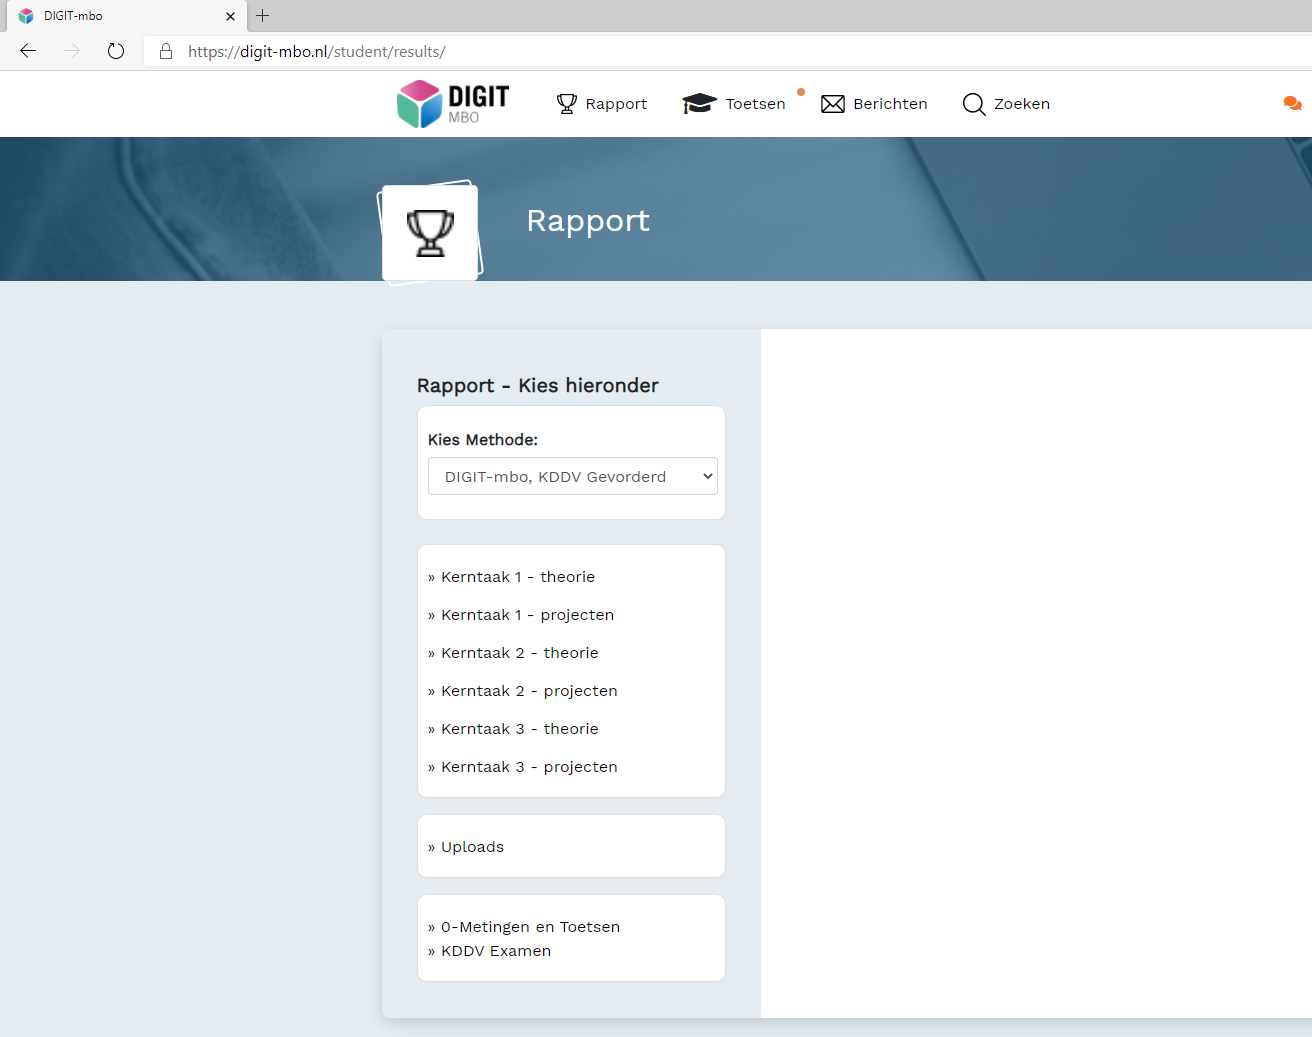 DIGIT-mbo
https://digit-mbo.nl/student/results/
DIGIT
MBO
Rapport
Toetsen
Berichten
Zoeken
Rapport
Rapport - Kies hieronder
Kies Methode:
DIGIT-mbo, KDDV Gevorderd
» Kerntaak 1 - theorie
» Kerntaak 1 - projecten
» Kerntaak 2 - theorie
» Kerntaak 2 - projecten
» Kerntaak 3 - theorie
» Kerntaak 3 - projecten
» Uploads
» 0-Metingen en Toetsen
» KDDV Examen